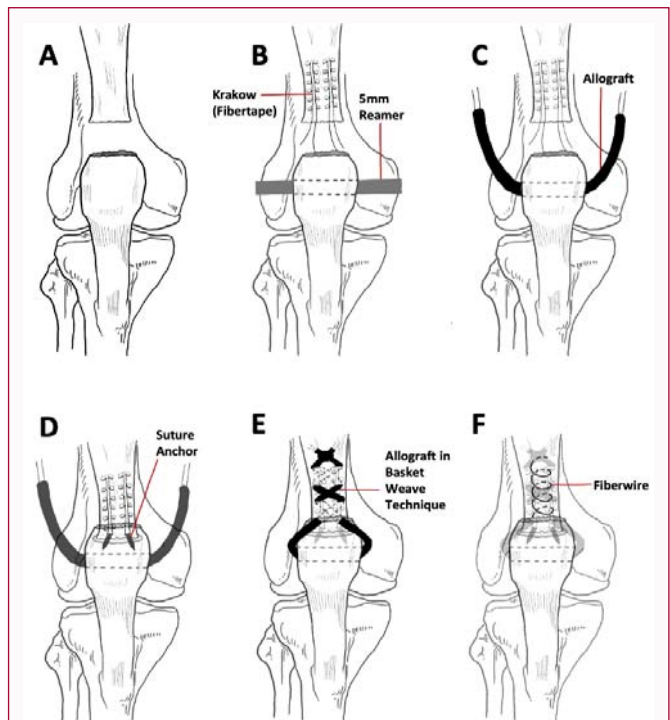 A
B
C
Krakow
(Fibertape)
5mm
Reamer
Allograft
D
E
F
Suture
Anchor
Allograft in
Basket
Weave
Technique
Fiberwire